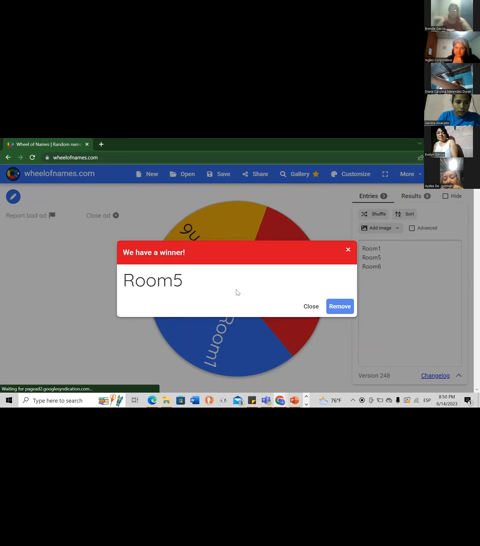 Wheel of Names | Random nam
wheelofnames.com
wheelofnames.com
New
Open
Save
Share
Gallery
Customize
More
Report bad ad
Close ad
Entries 3
Results
Hide
Shuffle
Sort
Add image
Advanced
Room1
Room5
Room6
We have a winner!
×
Room5
Close
Remove
Room1
Version 248
Changelog
Waiting for pagead2.googlesyndication.com...
Type here to search
76°F
ESP
8:50 PM
6/14/2023